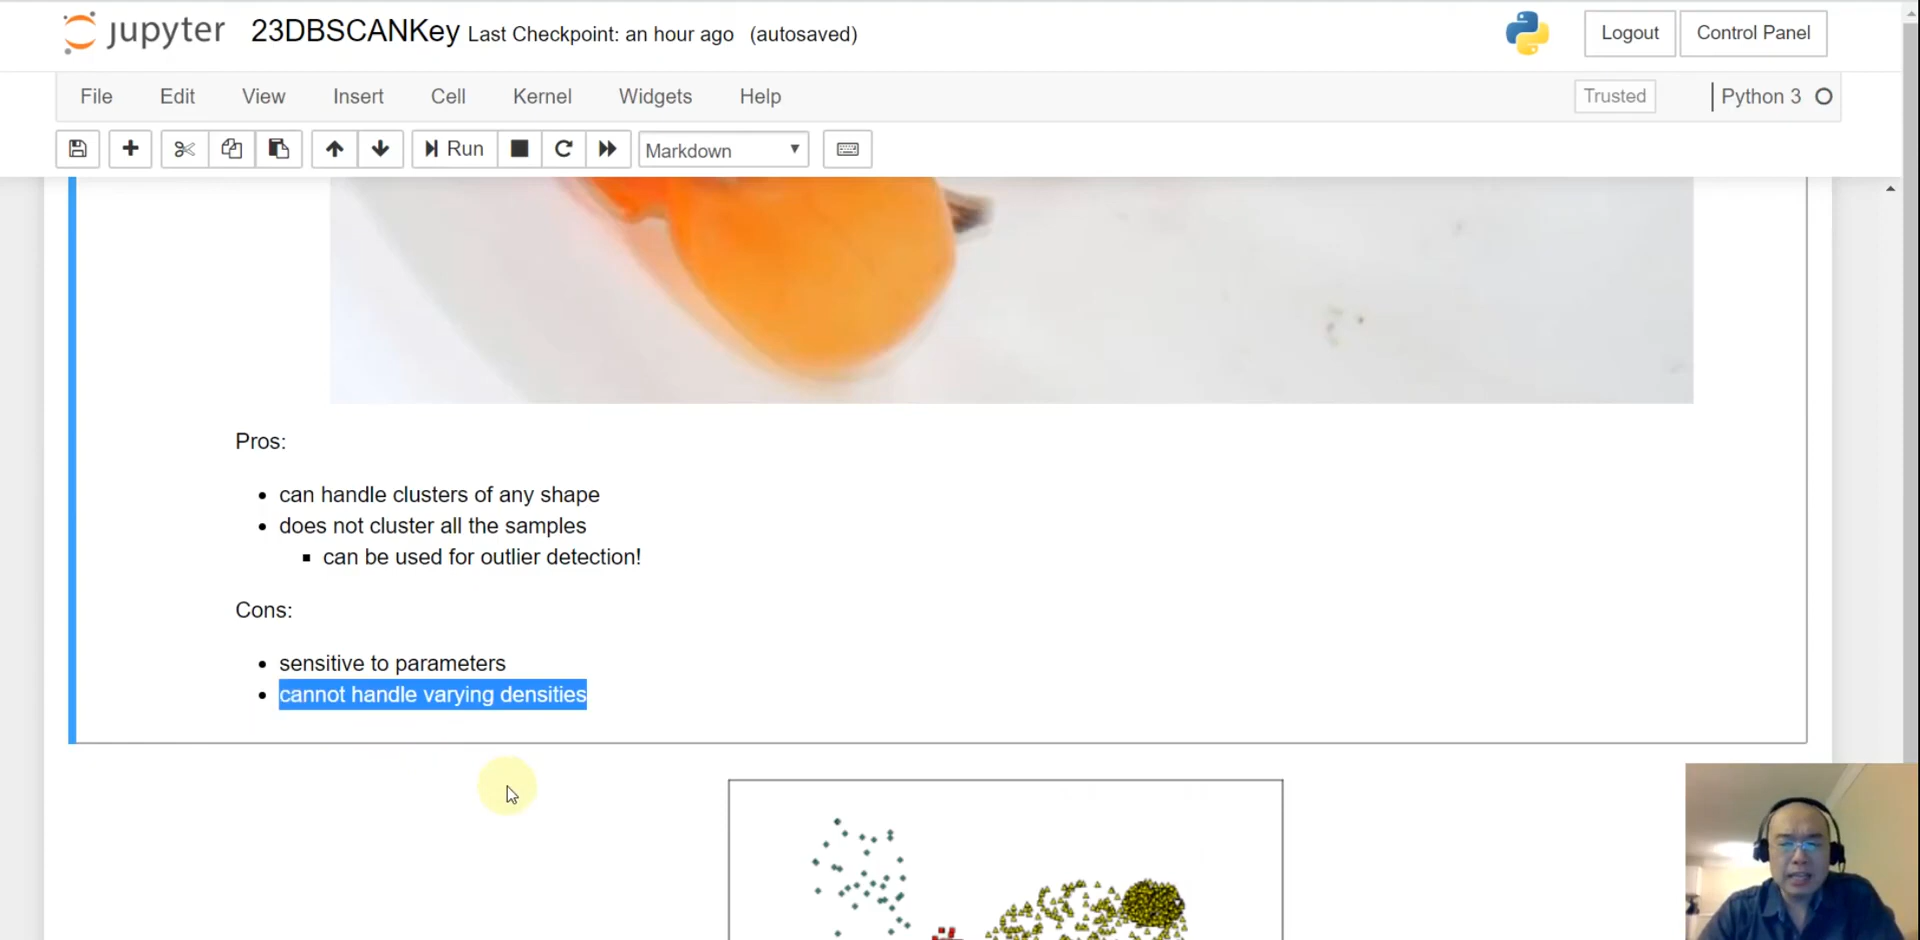 jupyter 23DBSCANKey Last Checkpoint: an hour ago (autosaved) Logout Control Panel
File Edit View Insert Cell Kernel Widgets Help Trusted Python 3
Run Markdown
Pros:
can handle clusters of any shape
does not cluster all the samples
can be used for outlier detection!
Cons:
sensitive to parameters
cannot handle varying densities